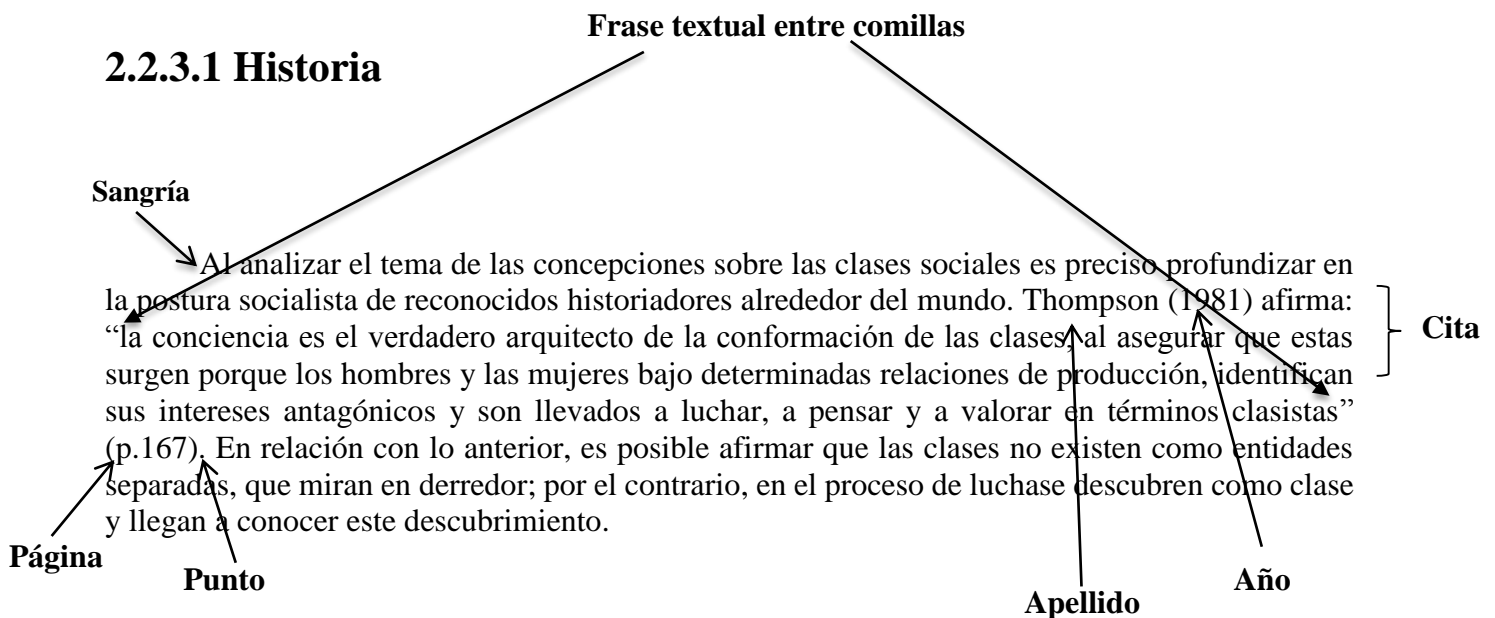 Frase textual entre comillas
2.2.3.1 Historia
Sangría
Al analizar el tema de las concepciones sobre las clases sociales es preciso profundizar en
la postura socialista de reconocidos historiadores alrededor del mundo. Thompson (1981) afirma:
“la conciencia es el verdadero arquitecto de la conformación de las clases, al asegurar que estas
surgen porque los hombres y las mujeres bajo determinadas relaciones de producción, identifican
sus intereses antagónicos y son llevados a luchar, a pensar y a valorar en términos clasistas”
(p.167). En relación con lo anterior, es posible afirmar que las clases no existen como entidades
separadas, que miran en derredor; por el contrario, en el proceso de luchase descubren como clase
y llegan a conocer este descubrimiento.
Cita
Página
Punto
Apellido
Año